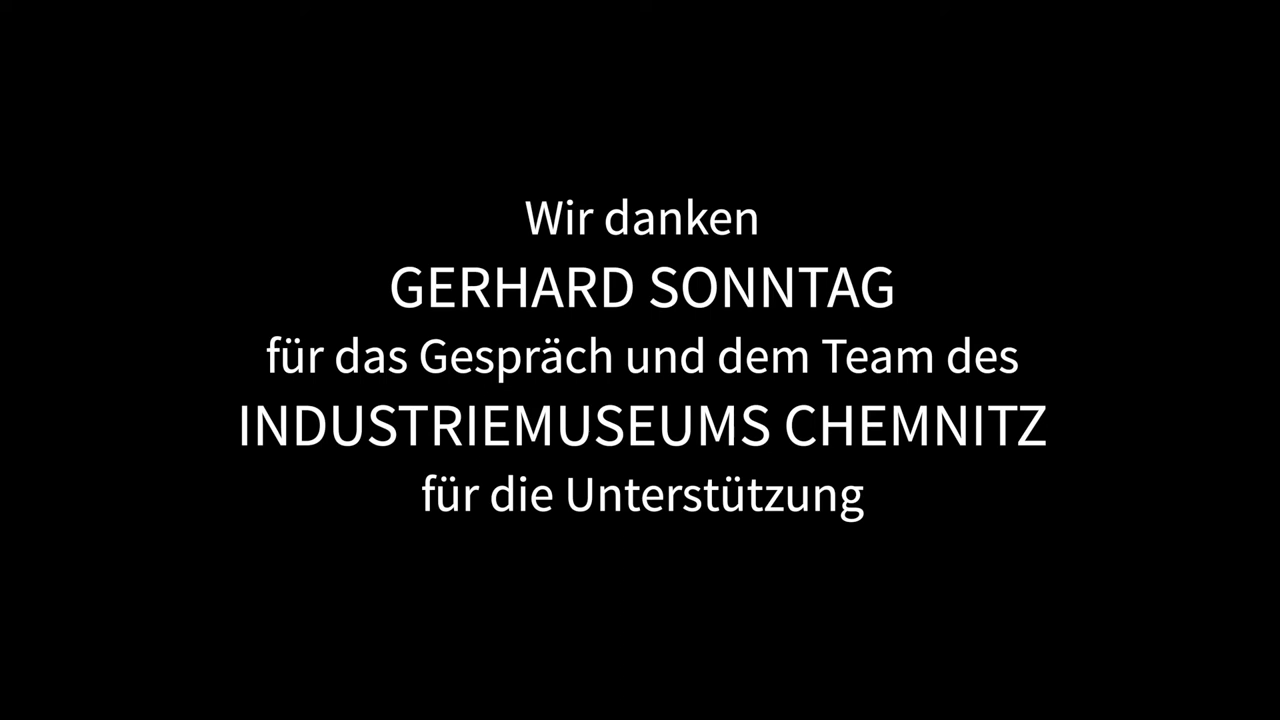 Wir danken
GERHARD SONNTAG
für das Gespräch und dem Team des
INDUSTRIEMUSEUMS CHEMNITZ
für die Unterstützung